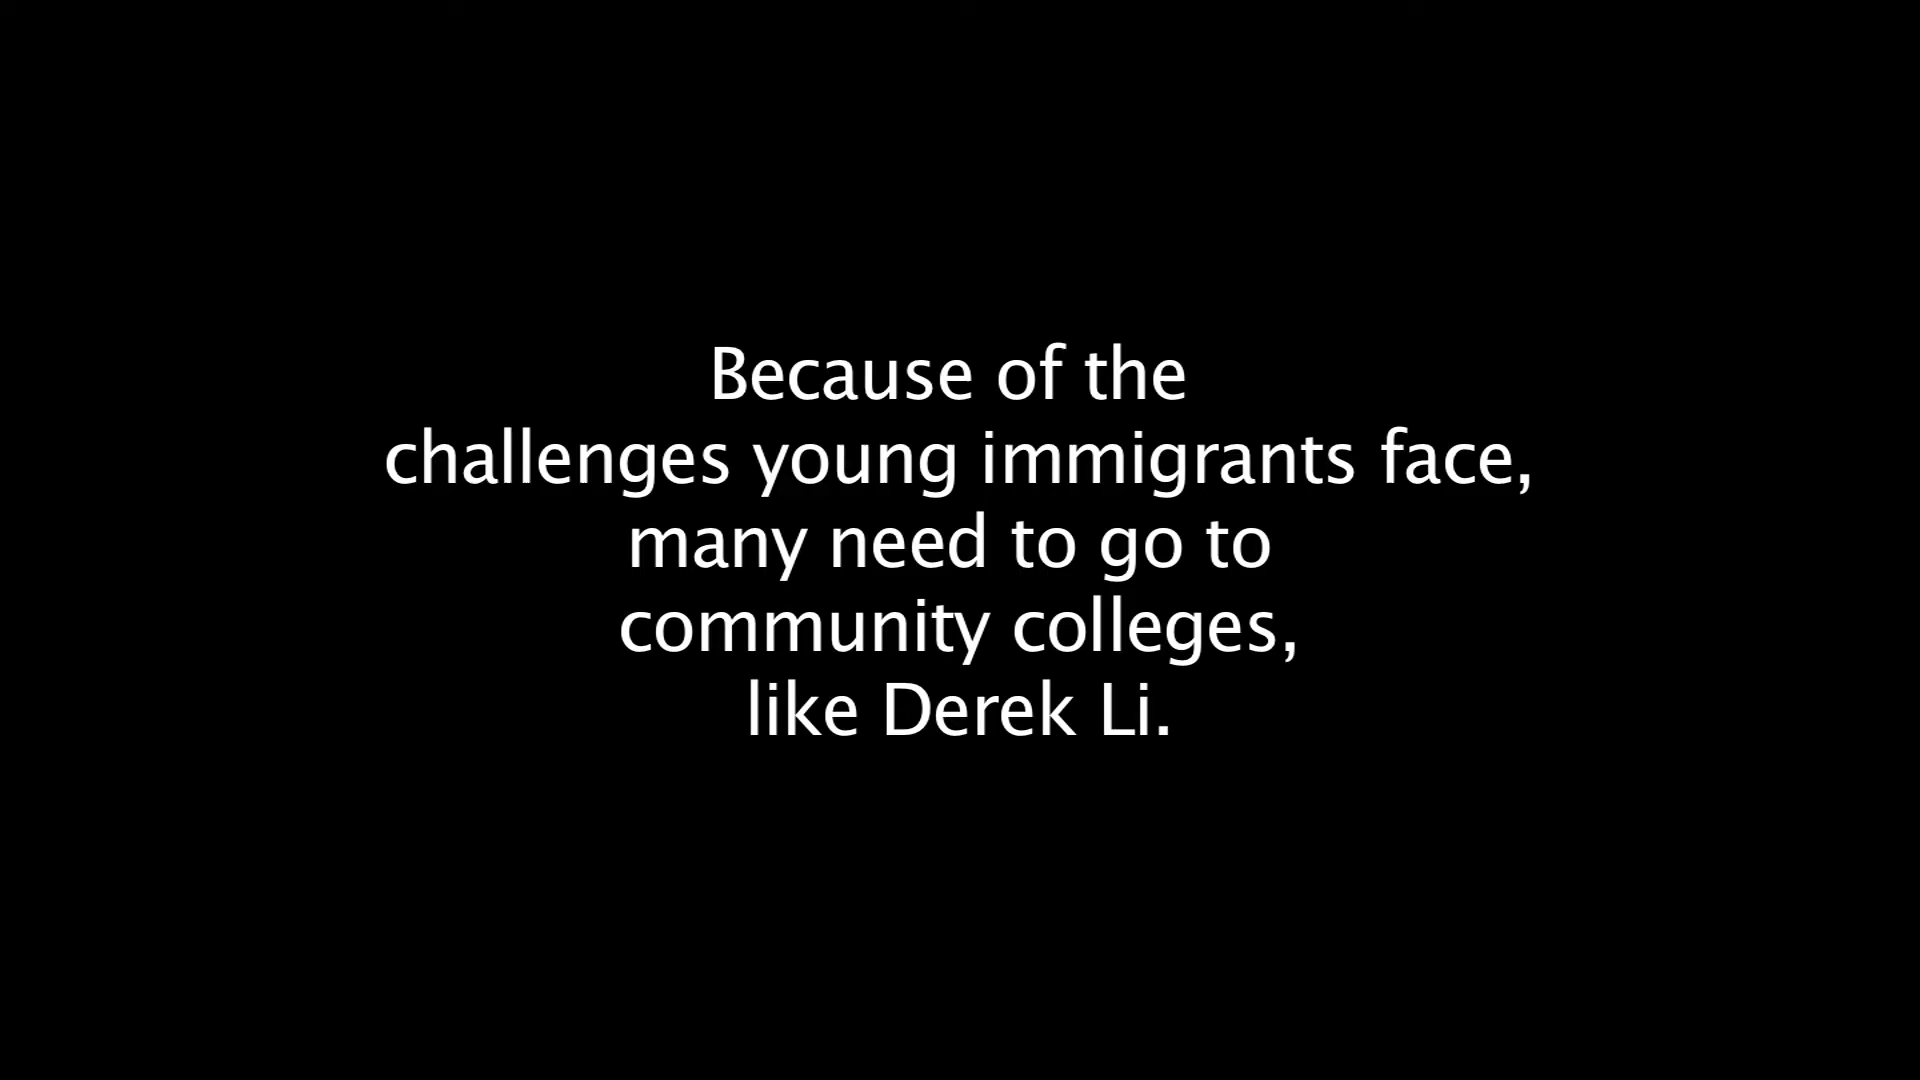 Because of the
challenges young immigrants face,
many need to go to
community colleges,
like Derek Li.